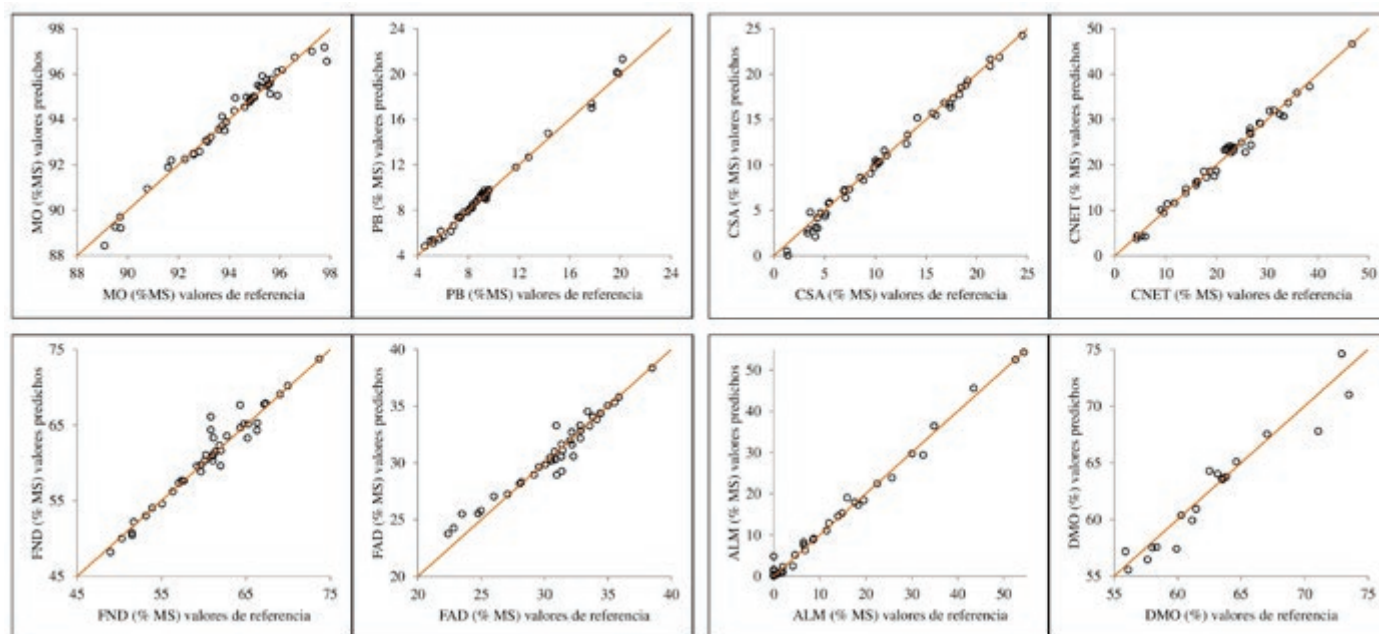 MO (%MS) valores predichos
98
96
94
92
90
88
88 90 92 94 96 98
MO (%MS) valores de referencia
PB (% MS) valores predichos
24
20
16
12
8
4
4 8 12 16 20 24
PB (%MS) valores de referencia
CSA (% MS) valores predichos
25
20
15
10
5
0
0 5 10 15 20 25
CSA (% MS) valores de referencia
CNET (% MS) valores predichos
50
40
30
20
10
0
0 10 20 30 40 50
CNET (% MS) valores de referencia
FND (% MS) valores predichos
75
65
55
45
45 55 65 75
FND (% MS) valores de referencia
FAD (% MS) valores predichos
40
35
30
25
20
20 25 30 35 40
FAD (% MS) valores de referencia
ALM (% MS) valores predichos
50
40
30
20
10
0
0 10 20 30 40 50
ALM (% MS) valores de referencia
DMO (%) valores predichos
75
70
65
60
55
55 60 65 70 75
DMO (%) valores de referencia